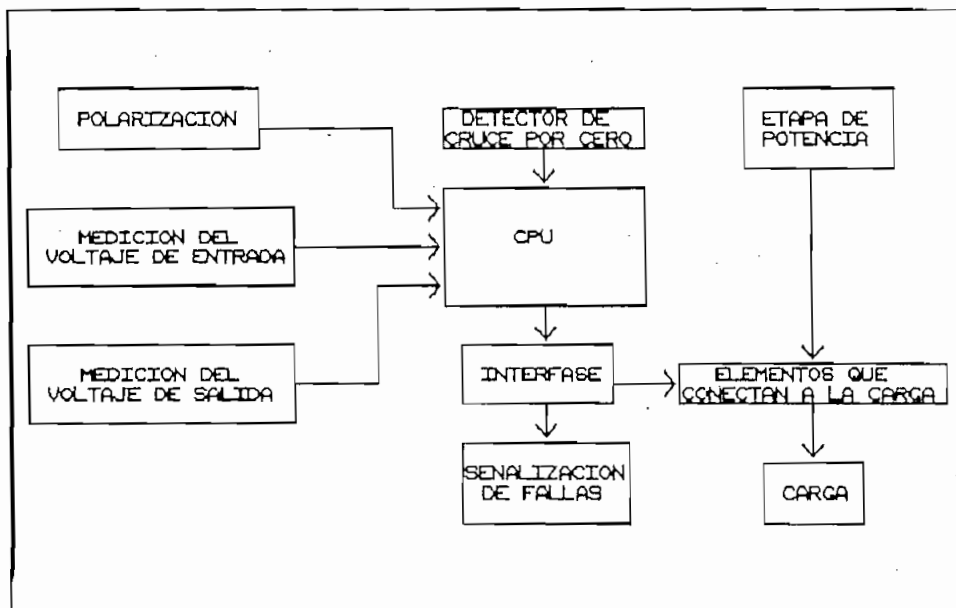 POLARIZACION
DETECTOR DE
CRUCE POR CERO
ETAPA DE
POTENCIA
MEDICION DEL
VOLTAJE DE ENTRADA
CPU
MEDICION DEL
VOLTAJE DE SALIDA
INTERFASE
ELEMENTOS QUE
CONECTAN A LA CARGA
SENALIZACION
DE FALLAS
CARGA